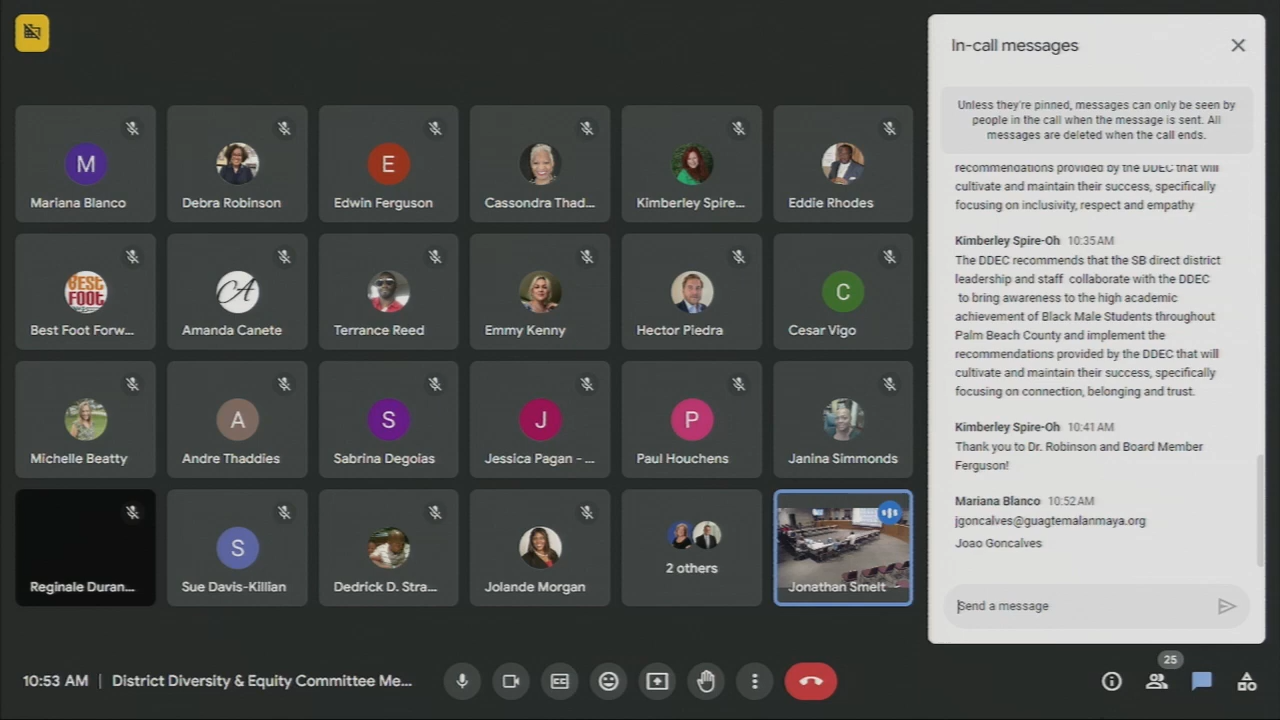 M
Mariana Blanco
Debra Robinson
E
Edwin Ferguson
Cassondra Thad...
Kimberley Spire...
Eddie Rhodes
BEST
FOOT
Best Foot Forw...
A
Amanda Canete
Terrance Reed
Emmy Kenny
Hector Piedra
C
Cesar Vigo
Michelle Beatty
A
Andre Thaddies
S
Sabrina Degoias
J
Jessica Pagan - ...
P
Paul Houchens
Janina Simmonds
Reginale Duran...
S
Sue Davis-Killian
Dedrick D. Stra...
Jolande Morgan
2 others
Jonathan Smelt
In-call messages
Unless they're pinned, messages can only be seen by
people in the call when the message is sent. All
messages are deleted when the call ends.
recommendations provided by the DDEC that will
cultivate and maintain their success, specifically
focusing on inclusivity, respect and empathy
Kimberley Spire-Oh 10:35 AM
The DDEC recommends that the SB direct district
leadership and staff collaborate with the DDEC
to bring awareness to the high academic
achievement of Black Male Students throughout
Palm Beach County and implement the
recommendations provided by the DDEC that will
cultivate and maintain their success, specifically
focusing on connection, belonging and trust.
Kimberley Spire-Oh 10:41 AM
Thank you to Dr. Robinson and Board Member
Ferguson!
Mariana Blanco 10:52 AM
jgoncalves@guagtemalanmaya.org
Joao Goncalves
Send a message
10:53 AM | District Diversity & Equity Committee Me...
25